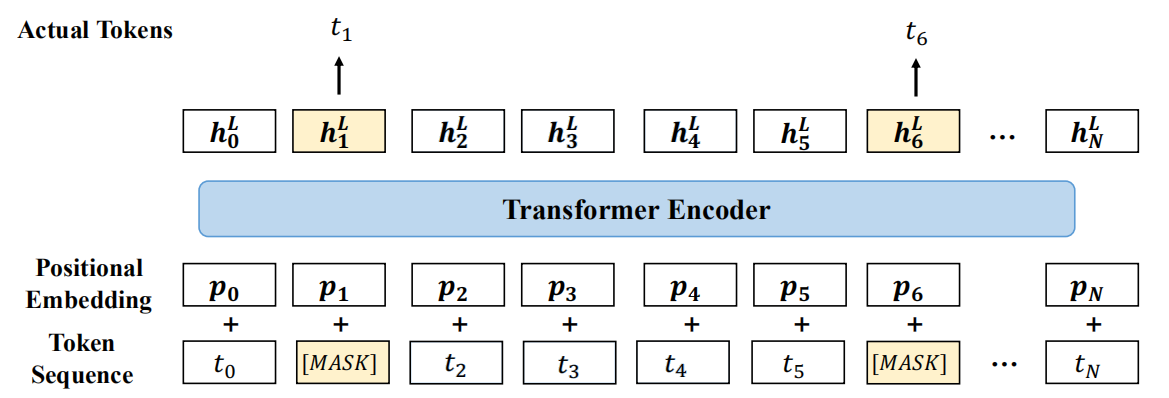 Actual Tokens t_1 t_6
h_0^L h_1^L h_2^L h_3^L h_4^L h_5^L h_6^L ... h_N^L
Transformer Encoder
Positional
Embedding
p_0 p_1 p_2 p_3 p_4 p_5 p_6 p_N
+ + + + + + + +
Token
Sequence
t_0 [MASK] t_2 t_3 t_4 t_5 [MASK] ... t_N